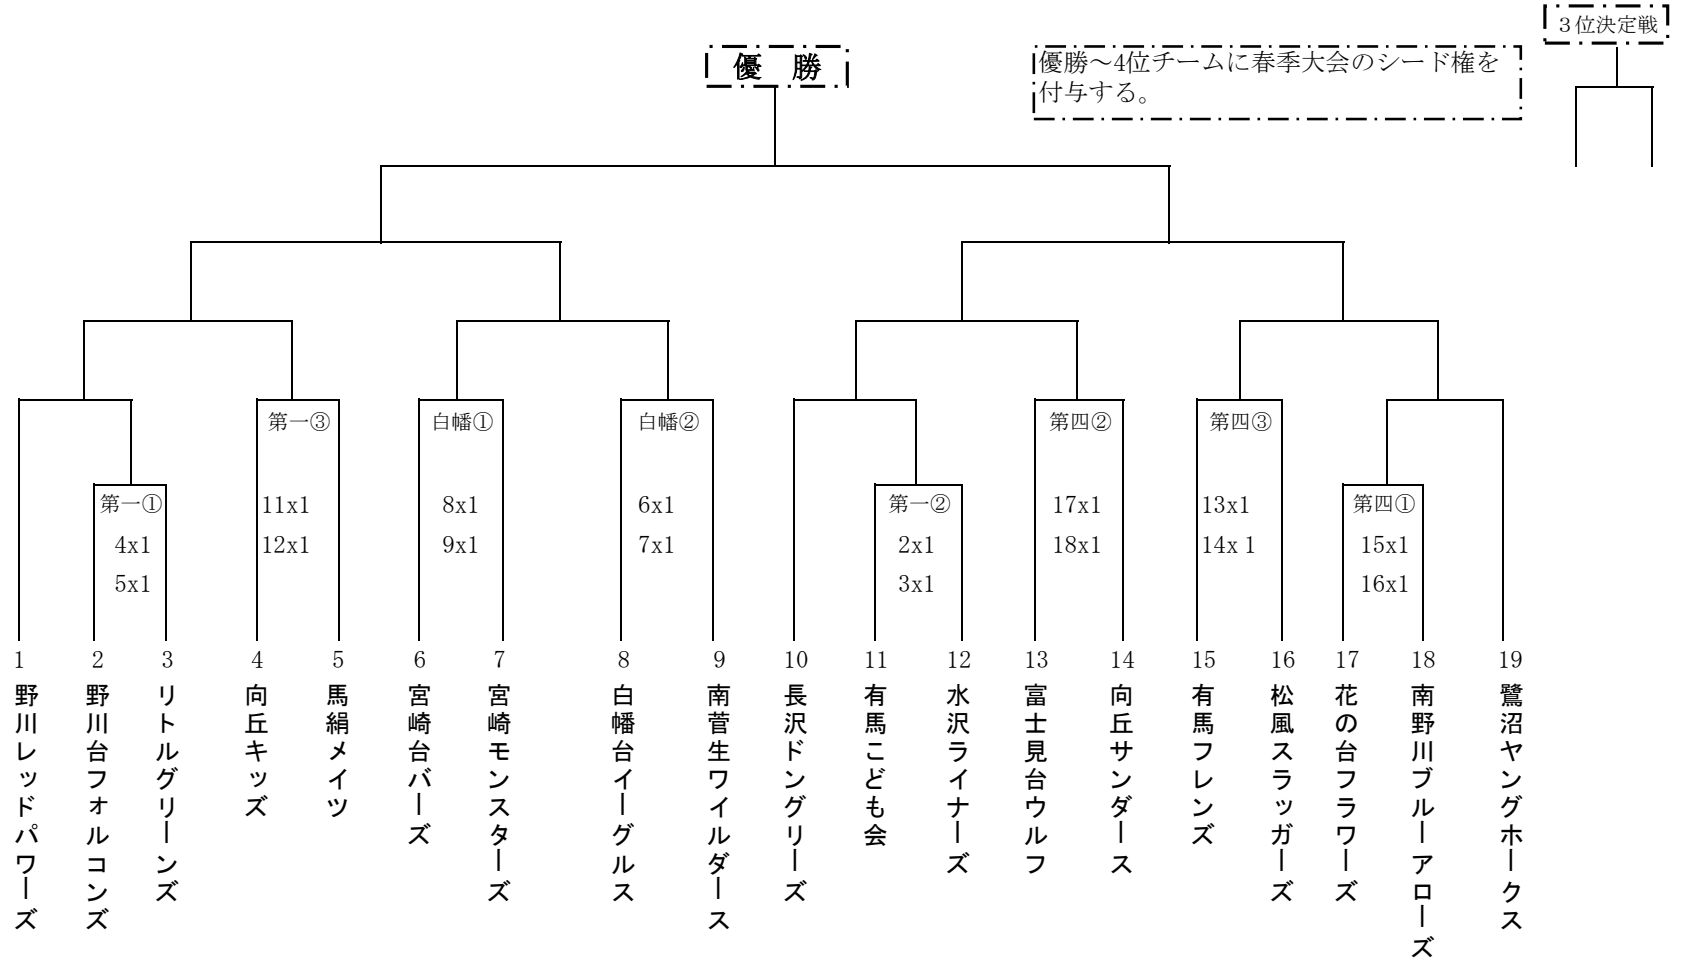 ３位決定戦
優　勝
優勝～4位チームに春季大会のシード権を
付与する。
第一③
白幡①
白幡②
第四②
第四③
第一①
11x1
8x1
6x1
第一②
17x1
13x1
第四①
4x1
12x1
9x1
7x1
2x1
18x1
14x 1
15x1
5x1
3x1
16x1
1
2
3
4
5
6
7
8
9
10
11
12
13
14
15
16
17
18
19
野川レッドパワーズ
野川台フォルコンズ
リトルグリーンズ
向丘キッズ
馬絹メイツ
宮崎台バーズ
宮崎モンスターズ
白幡台イーグルス
南菅生ワイルダース
長沢ドングリーズ
有馬こども会
水沢ライナーズ
富士見台ウルフ
向丘サンダース
有馬フレンズ
松風スラッガーズ
花の台フラワーズ
南野川ブルーアローズ
鷺沼ヤングホークス